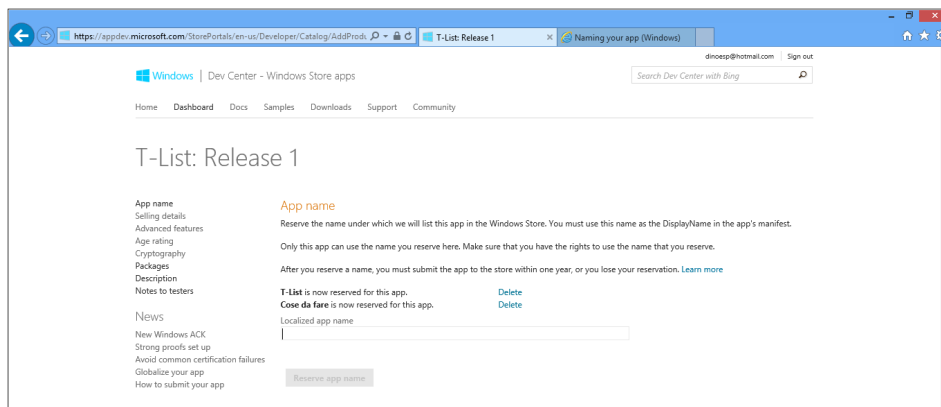 https://appdev.microsoft.com/StorePortals/en-us/Developer/Catalog/AddProdu
T-List: Release 1
Naming your app (Windows)
dinoesp@hotmail.com Sign out
Windows | Dev Center - Windows Store apps
Search Dev Center with Bing
Home Dashboard Docs Samples Downloads Support Community
T-List: Release 1
App name
Selling details
Advanced features
Age rating
Cryptography
Packages
Description
Notes to testers
News
New Windows ACK
Strong proofs set up
Avoid common certification failures
Globalize your app
How to submit your app
App name
Reserve the name under which we will list this app in the Windows Store. You must use this name as the DisplayName in the app's manifest.
Only this app can use the name you reserve here. Make sure that you have the rights to use the name that you reserve.
After you reserve a name, you must submit the app to the store within one year, or you lose your reservation. Learn more
T-List is now reserved for this app. Delete
Cose da fare is now reserved for this app. Delete
Localized app name
Reserve app name